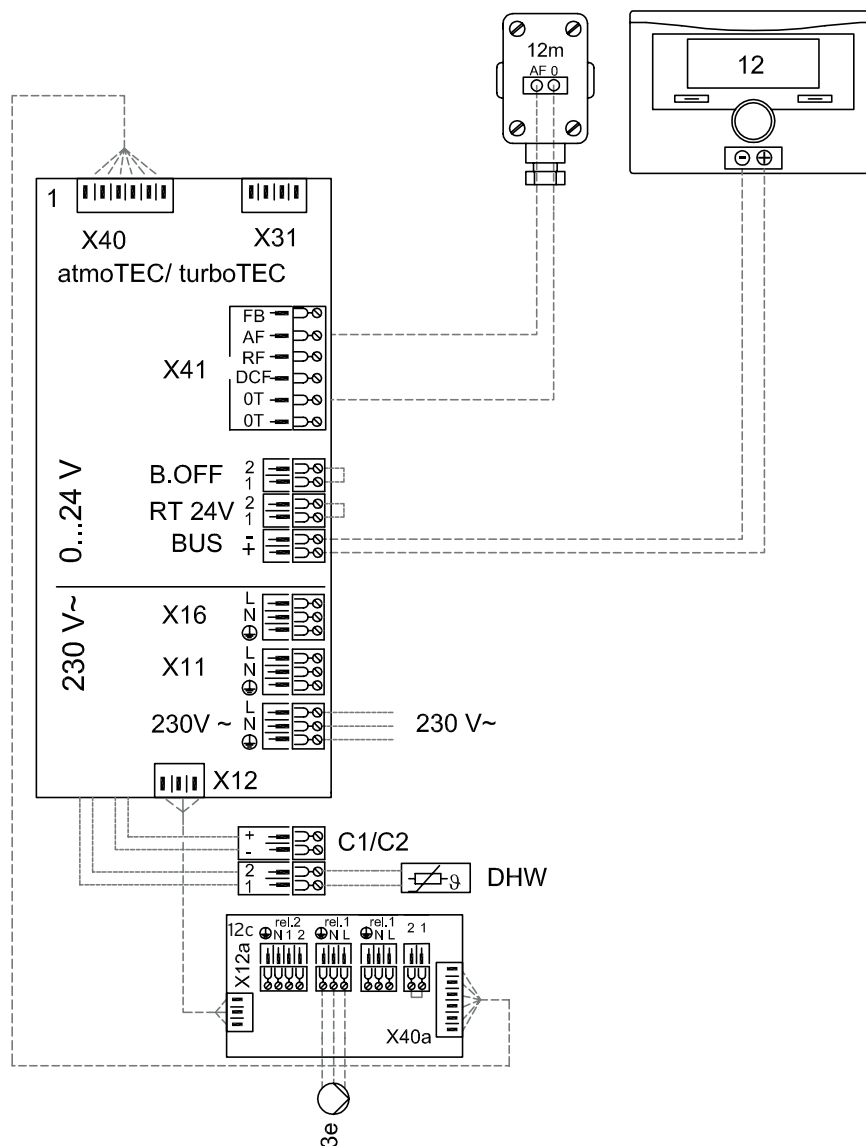 12m
AF 0
12
1
X40
X31
atmoTEC/ turboTEC
X41
FB
AF
RF
DCF
0T
0T
0...24 V
B.OFF
2
1
RT 24V
2
1
BUS
-
+
230 V~
X16
L
N
X11
L
N
230V ~
L
N
230 V~
X12
+
-
C1/C2
2
1
ϑ
DHW
12c
rel.2
N 1 2
rel.1
N L
rel.1
N L
2 1
X12a
X40a
3e